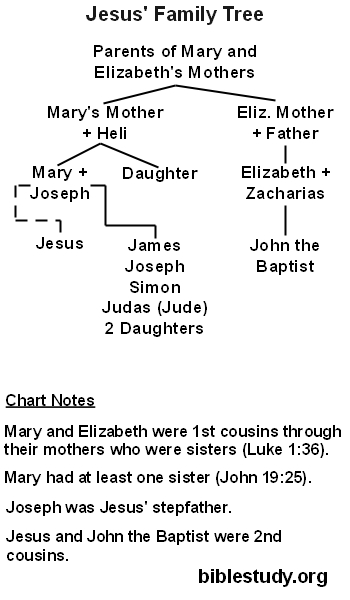 Jesus' Family Tree
Parents of Mary and
Elizabeth's Mothers
Mary's Mother
+ Heli
Eliz. Mother
+ Father
Mary +
Joseph
Daughter
Elizabeth +
Zacharias
Jesus
James
Joseph
Simon
Judas (Jude)
2 Daughters
John the
Baptist
Chart Notes
Mary and Elizabeth were 1st cousins through
their mothers who were sisters (Luke 1:36).
Mary had at least one sister (John 19:25).
Joseph was Jesus' stepfather.
Jesus and John the Baptist were 2nd
cousins.
biblestudy.org